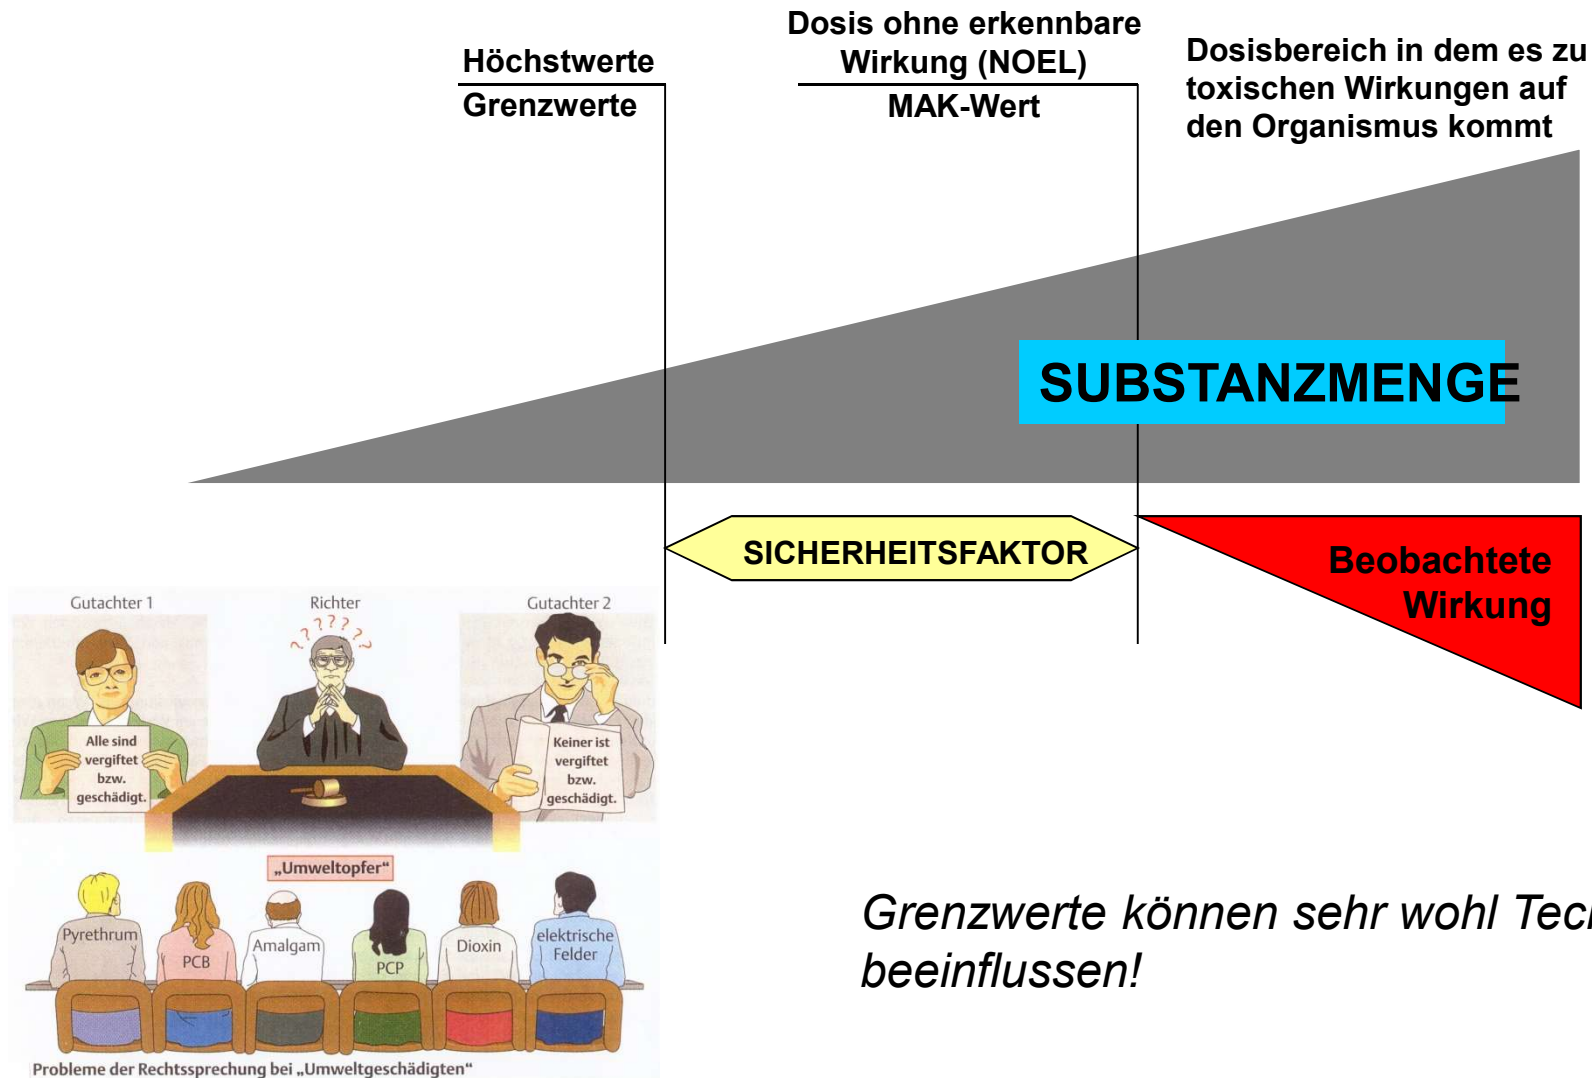 Dosis ohne erkennbare
Wirkung (NOEL)
MAK-Wert
Höchstwerte
Grenzwerte
Dosisbereich in dem es zu
toxischen Wirkungen auf
den Organismus kommt
SUBSTANZMENGE
SICHERHEITSFAKTOR
Beobachtete
Wirkung
Gutachter 1
Richter
Gutachter 2
???????
Alle sind
vergiftet
bzw.
geschädigt.
Keiner ist
vergiftet
bzw.
geschädigt.
„Umweltopfer“
Pyrethrum
PCB
Amalgam
PCP
Dioxin
elektrische
Felder
Probleme der Rechtssprechung bei „Umweltgeschädigten“
Grenzwerte können sehr wohl
beeinflussen!